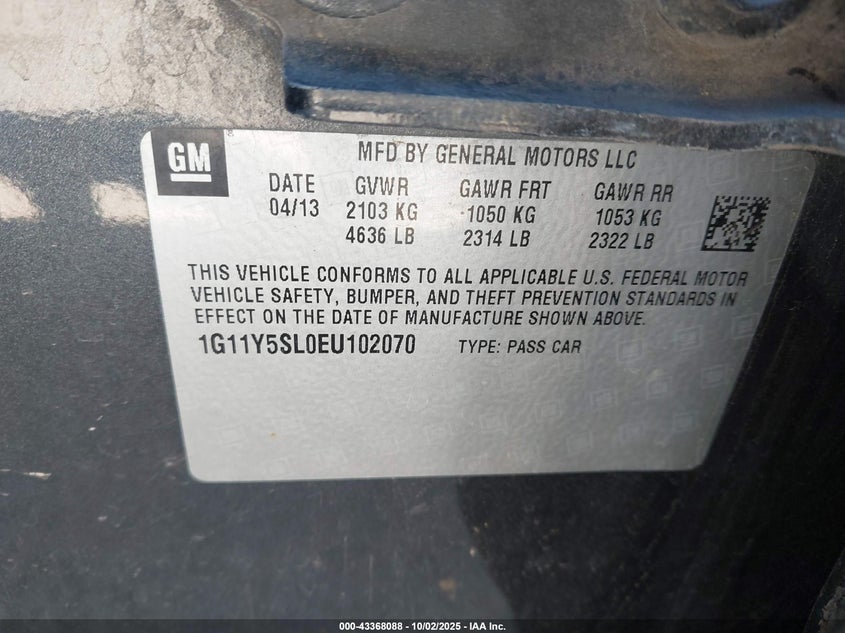 GM
MFD BY GENERAL MOTORS LLC
DATE GVWR GAWR FRT GAWR RR
04/13 2103 KG 1050 KG 1053 KG
4636 LB 2314 LB 2322 LB
THIS VEHICLE CONFORMS TO ALL APPLICABLE U.S. FEDERAL MOTOR
VEHICLE SAFETY, BUMPER, AND THEFT PREVENTION STANDARDS IN
EFFECT ON THE DATE OF MANUFACTURE SHOWN ABOVE.
1G11Y5SL0EU102070 TYPE: PASS CAR
000-43368088 - 10/02/2025 - IAA Inc.